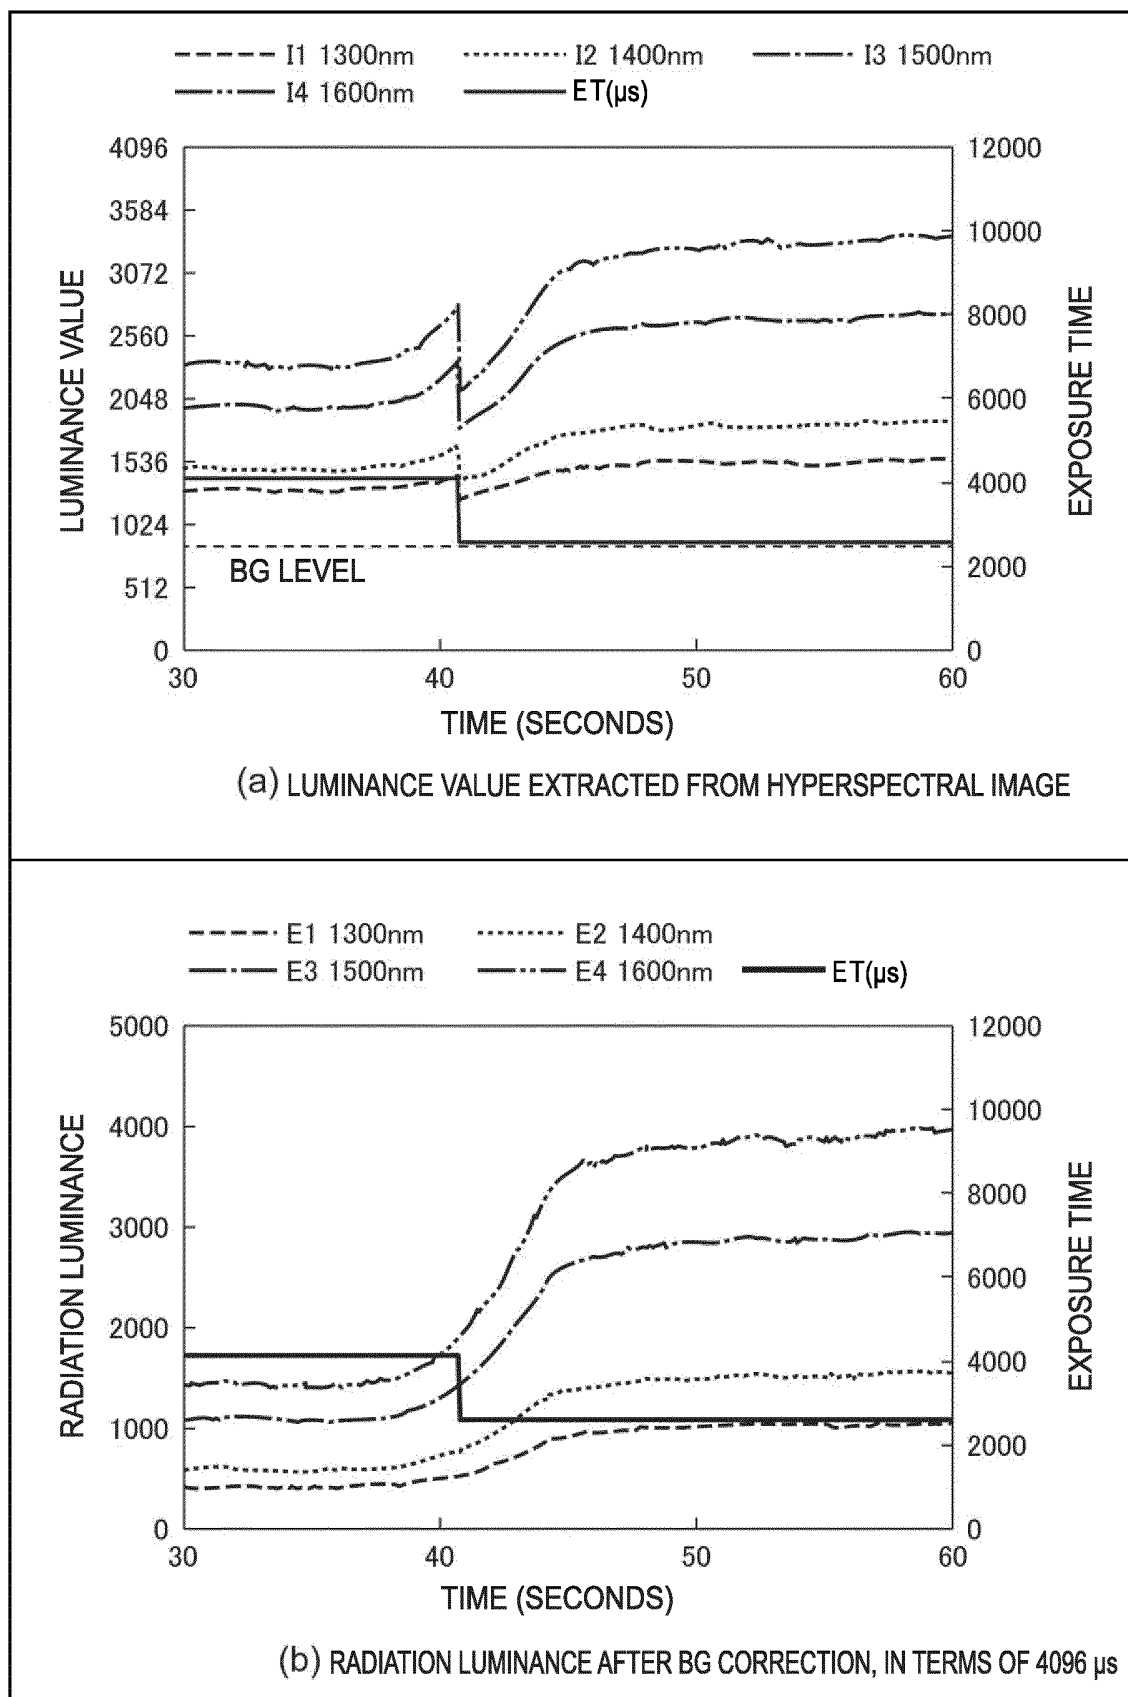 I1 1300nm I2 1400nm I3 1500nm
I4 1600nm ET(µs)
4096 12000
3584
10000
3072
8000
2560
2048 6000
1536
4000
1024
2000
512
0 0
LUMINANCE VALUE
EXPOSURE TIME
BG LEVEL
30 40 50 60
TIME (SECONDS)
(a) LUMINANCE VALUE EXTRACTED FROM HYPERSPECTRAL IMAGE
E1 1300nm E2 1400nm
E3 1500nm E4 1600nm ET(µs)
5000 12000
10000
4000
8000
3000
6000
2000
4000
1000
2000
0 0
RADIATION LUMINANCE
EXPOSURE TIME
30 40 50 60
TIME (SECONDS)
(b) RADIATION LUMINANCE AFTER BG CORRECTION, IN TERMS OF 4096 µs